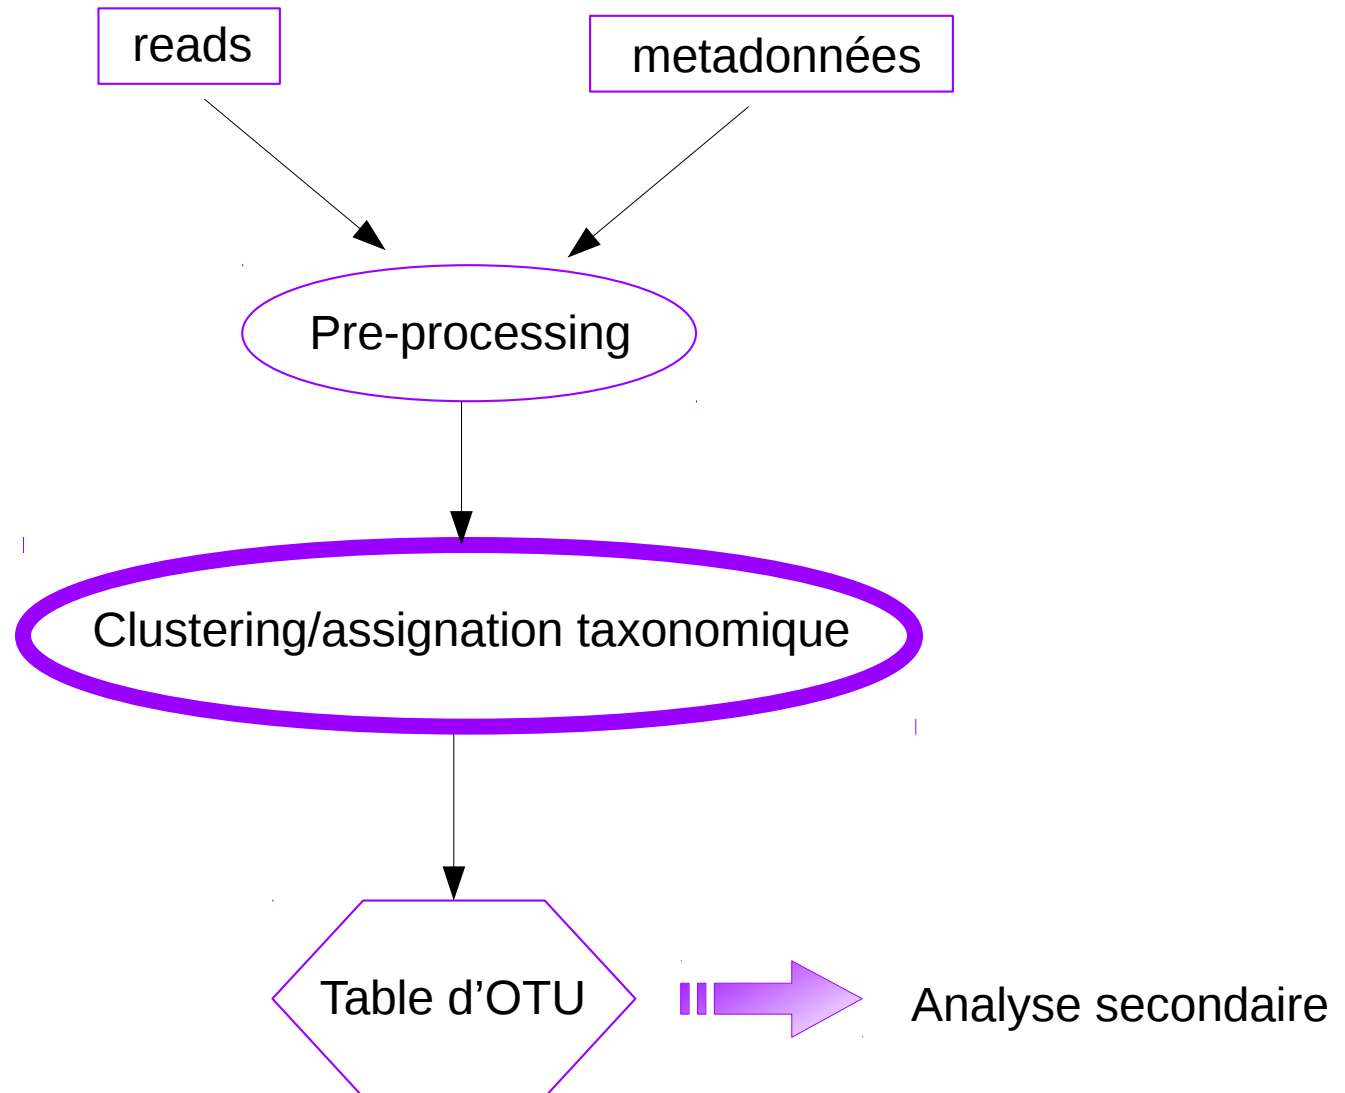 reads
metadonnées
Pre-processing
Clustering/assignation taxonomique
Table d’OTU
Analyse secondaire